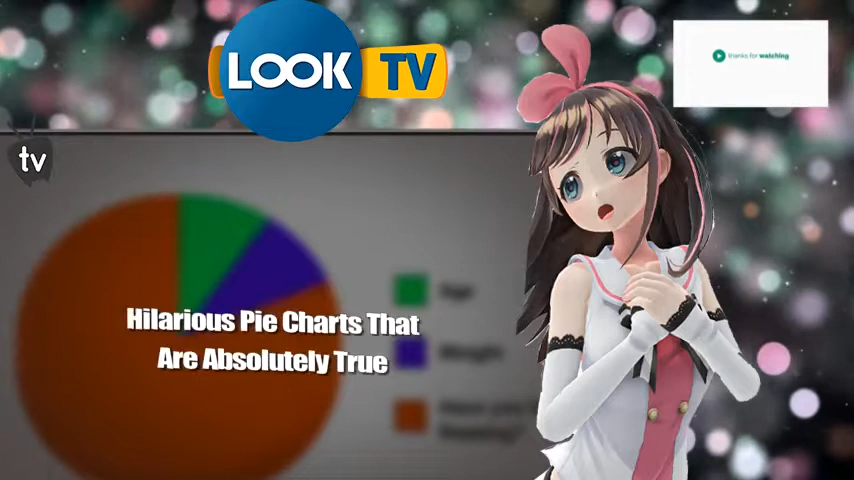 LOOK TV
thanks for watching
tv
Age
Hilarious Pie Charts That
Are Absolutely True
Weight